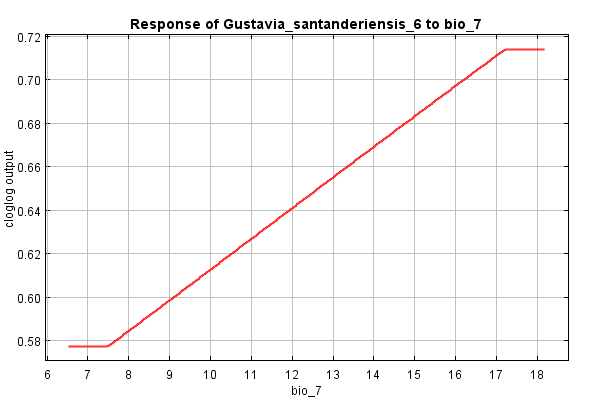 Response of Gustavia_santanderiensis_6 to bio_7
0.72
0.70
0.68
0.66
0.64
0.62
0.60
0.58
cloglog output
6 7 8 9 10 11 12 13 14 15 16 17 18
bio_7